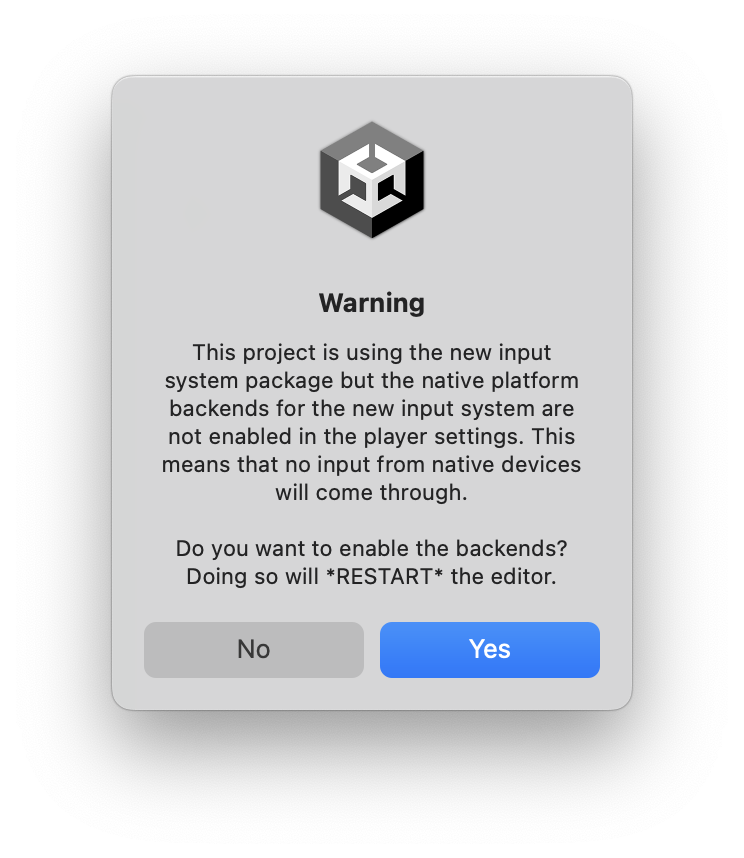 Warning
This project is using the new input
system package but the native platform
backends for the new input system are
not enabled in the player settings. This
means that no input from native devices
will come through.
Do you want to enable the backends?
Doing so will *RESTART* the editor.
No
Yes